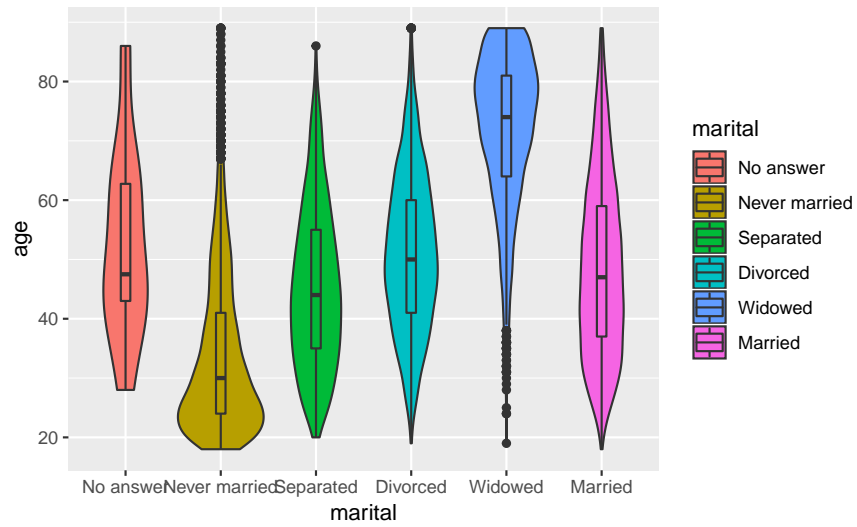 80
60
40
20
age
No answer
Never married
Separated
Divorced
Widowed
Married
marital
marital
No answer
Never married
Separated
Divorced
Widowed
Married